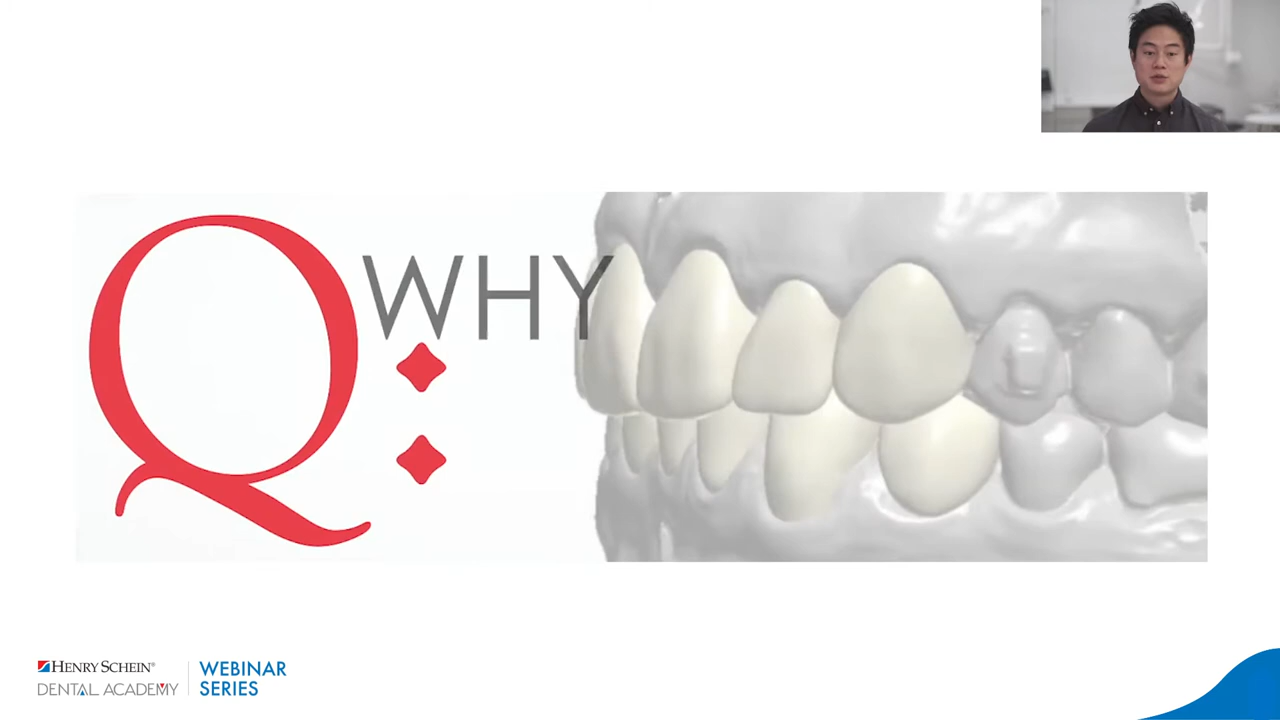 Q: WHY
HENRY SCHEIN®
DENTAL ACADEMY
WEBINAR
SERIES